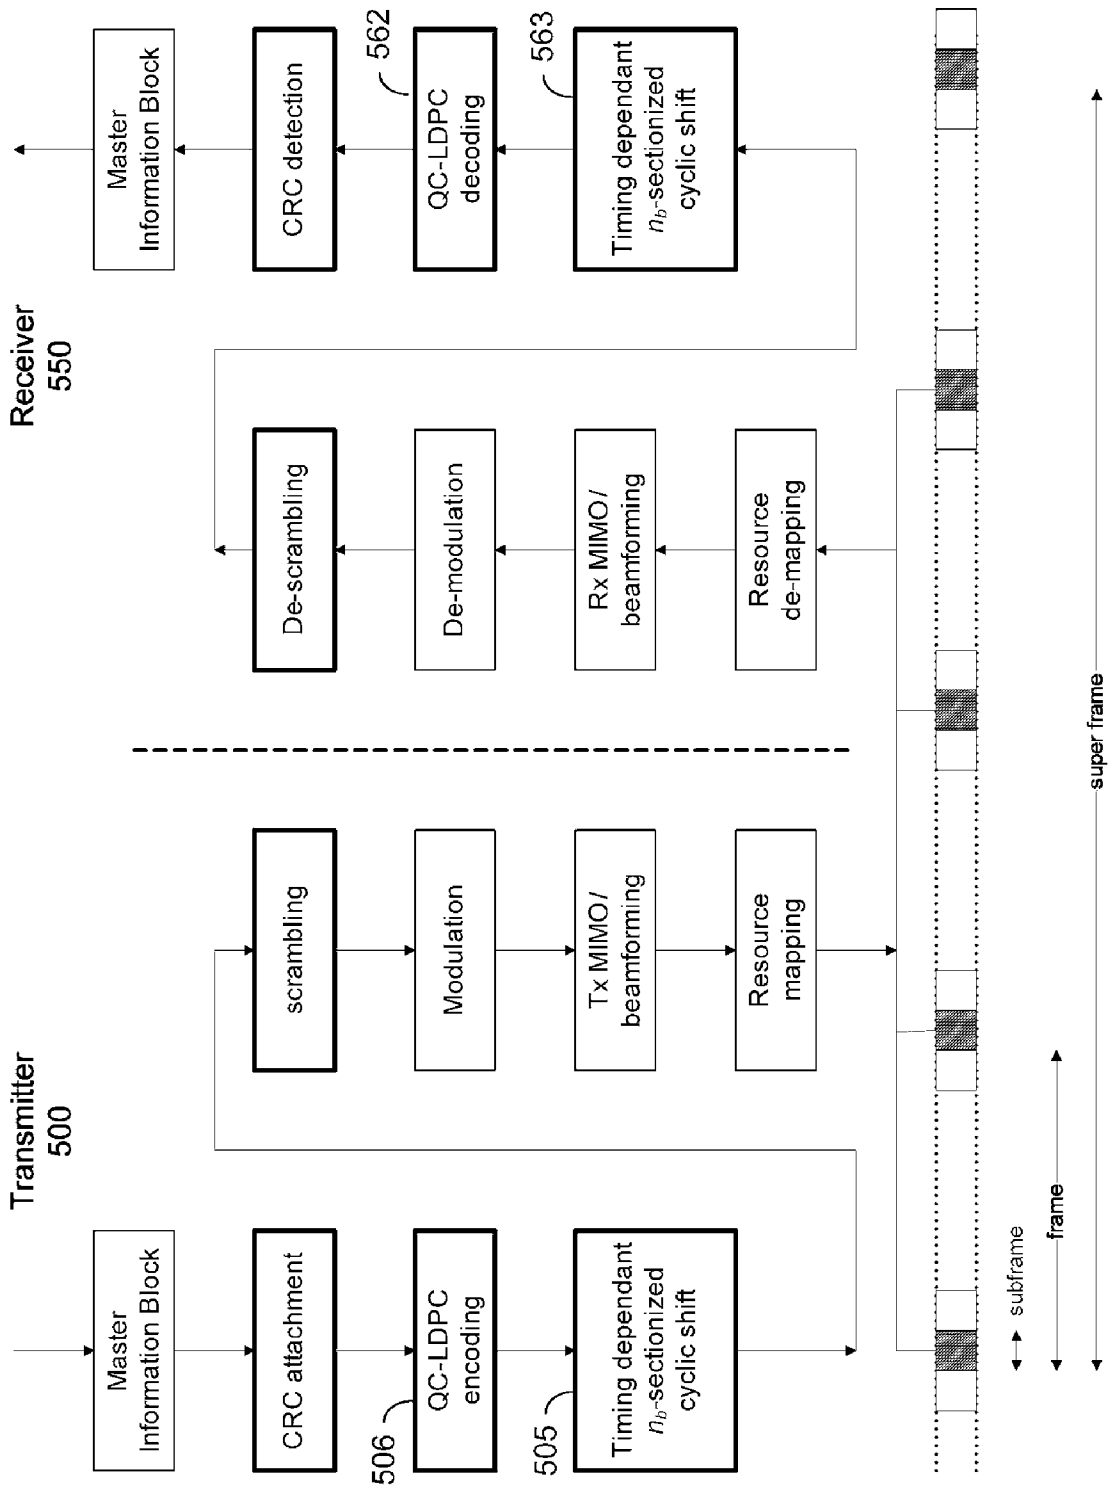 Transmitter
500
Receiver
550
Master
Information Block
CRC attachment
506
QC-LDPC
encoding
505
Timing dependant
n_b-sectionized
cyclic shift
scrambling
Modulation
Tx MIMO/
beamforming
Resource
mapping
De-scrambling
De-modulation
Rx MIMO/
beamforming
Resource
de-mapping
Master
Information Block
CRC detection
562
QC-LDPC
decoding
563
Timing dependant
n_b-sectionized
cyclic shift
subframe
frame
super frame